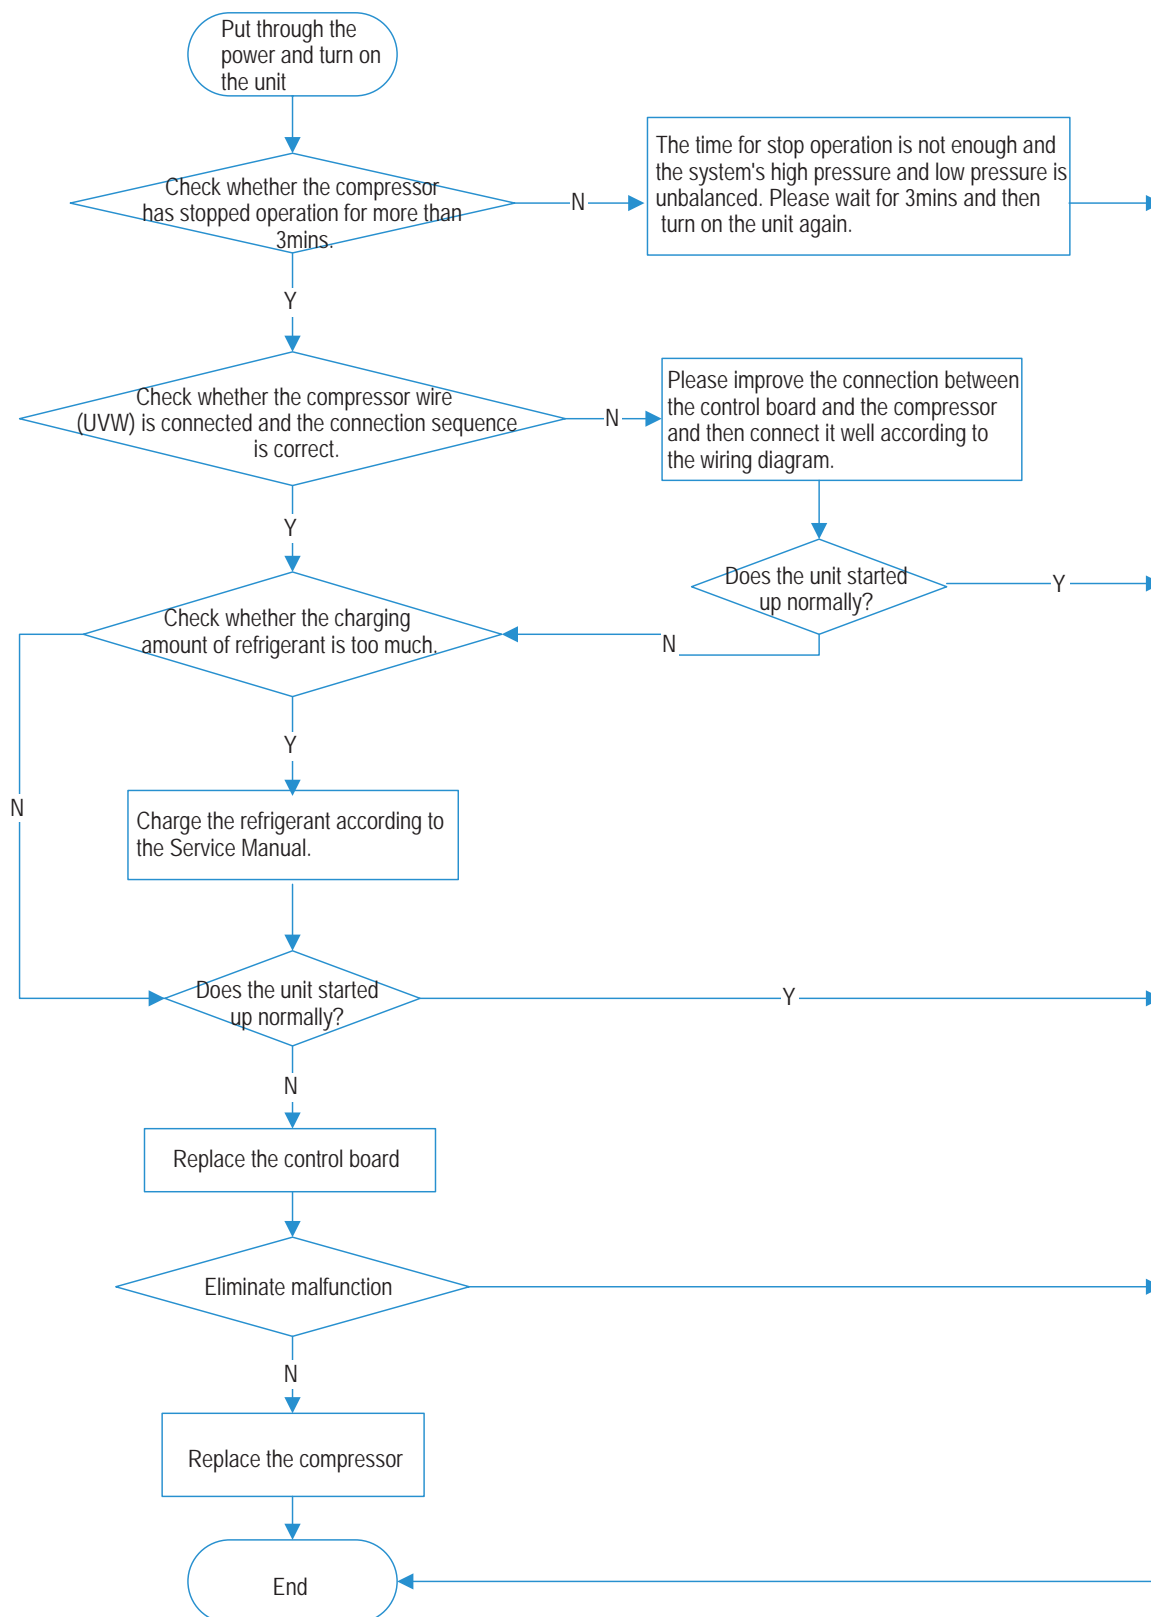 Put through the
power and turn on
the unit
Check whether the compressor
has stopped operation for more than
3mins.
N
The time for stop operation is not enough and
the system's high pressure and low pressure is
unbalanced. Please wait for 3mins and then
turn on the unit again.
Y
Check whether the compressor wire
(UVW) is connected and the connection sequence
is correct.
N
Please improve the connection between
the control board and the compressor
and then connect it well according to
the wiring diagram.
Y
Does the unit started
up normally?
Y
Check whether the charging
amount of refrigerant is too much.
N
Y
N
Charge the refrigerant according to
the Service Manual.
Does the unit started
up normally?
Y
N
Replace the control board
Eliminate malfunction
N
Replace the compressor
End